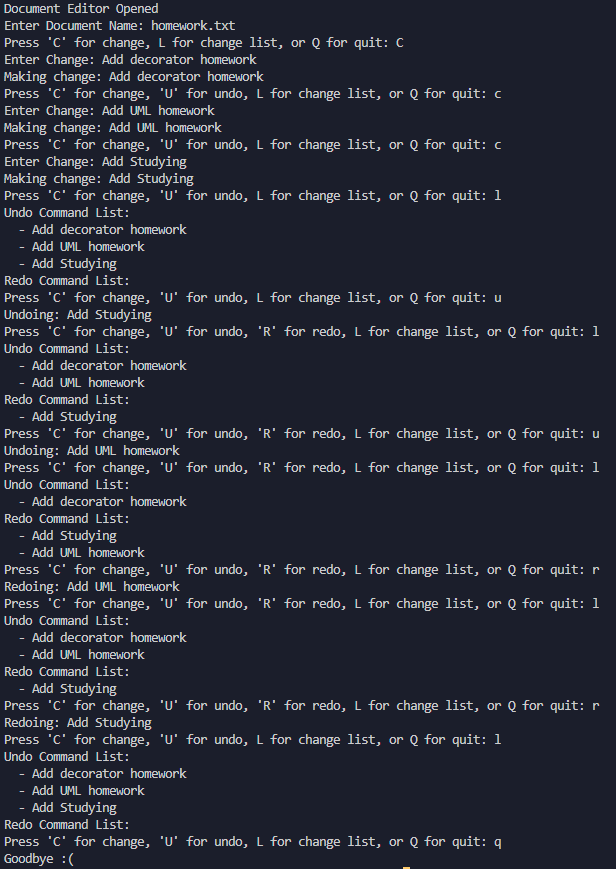 Document Editor Opened
Enter Document Name: homework.txt
Press 'C' for change, L for change list, or Q for quit: C
Enter Change: Add decorator homework
Making change: Add decorator homework
Press 'C' for change, 'U' for undo, L for change list, or Q for quit: c
Enter Change: Add UML homework
Making change: Add UML homework
Press 'C' for change, 'U' for undo, L for change list, or Q for quit: c
Enter Change: Add Studying
Making change: Add Studying
Press 'C' for change, 'U' for undo, L for change list, or Q for quit: l
Undo Command List:
  - Add decorator homework
  - Add UML homework
  - Add Studying
Redo Command List:
Press 'C' for change, 'U' for undo, L for change list, or Q for quit: u
Undoing: Add Studying
Press 'C' for change, 'U' for undo, 'R' for redo, L for change list, or Q for quit: l
Undo Command List:
  - Add decorator homework
  - Add UML homework
Redo Command List:
  - Add Studying
Press 'C' for change, 'U' for undo, 'R' for redo, L for change list, or Q for quit: u
Undoing: Add UML homework
Press 'C' for change, 'U' for undo, 'R' for redo, L for change list, or Q for quit: l
Undo Command List:
  - Add decorator homework
Redo Command List:
  - Add Studying
  - Add UML homework
Press 'C' for change, 'U' for undo, 'R' for redo, L for change list, or Q for quit: r
Redoing: Add UML homework
Press 'C' for change, 'U' for undo, 'R' for redo, L for change list, or Q for quit: l
Undo Command List:
  - Add decorator homework
  - Add UML homework
Redo Command List:
  - Add Studying
Press 'C' for change, 'U' for undo, 'R' for redo, L for change list, or Q for quit: r
Redoing: Add Studying
Press 'C' for change, 'U' for undo, L for change list, or Q for quit: l
Undo Command List:
  - Add decorator homework
  - Add UML homework
  - Add Studying
Redo Command List:
Press 'C' for change, 'U' for undo, L for change list, or Q for quit: q
Goodbye :(